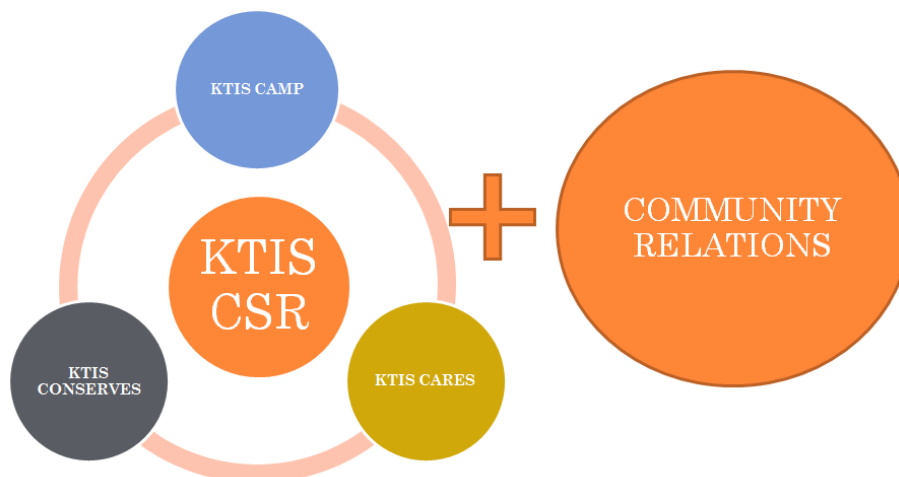 KTIS CAMP
KTIS
CSR
KTIS
CONSERVES
KTIS CARES
COMMUNITY
RELATIONS